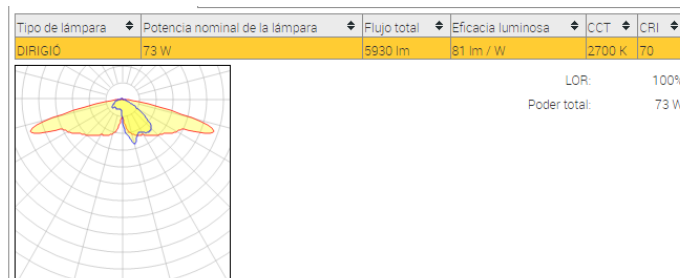 Tipo de lámpara Potencia nominal de la lámpara Flujo total Eficacia luminosa CCT CRI
DIRIGIÓ 73 W 5930 lm 81 lm / W 2700 K 70
LOR: 100%
Poder total: 73 W